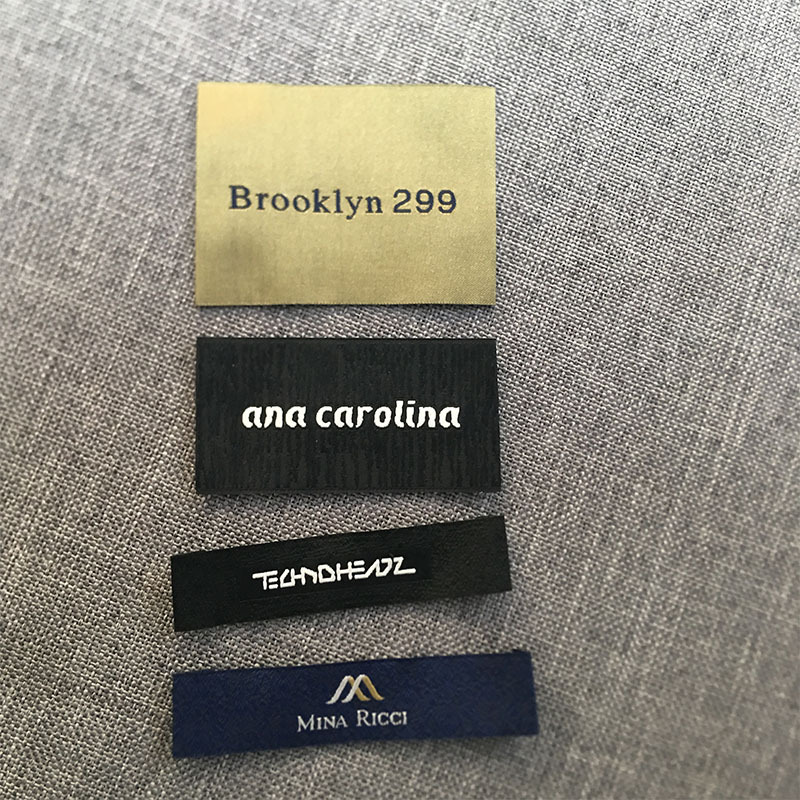 Brooklyn 299
ana carolina
TECHNOHEADZ
MINA RICCI